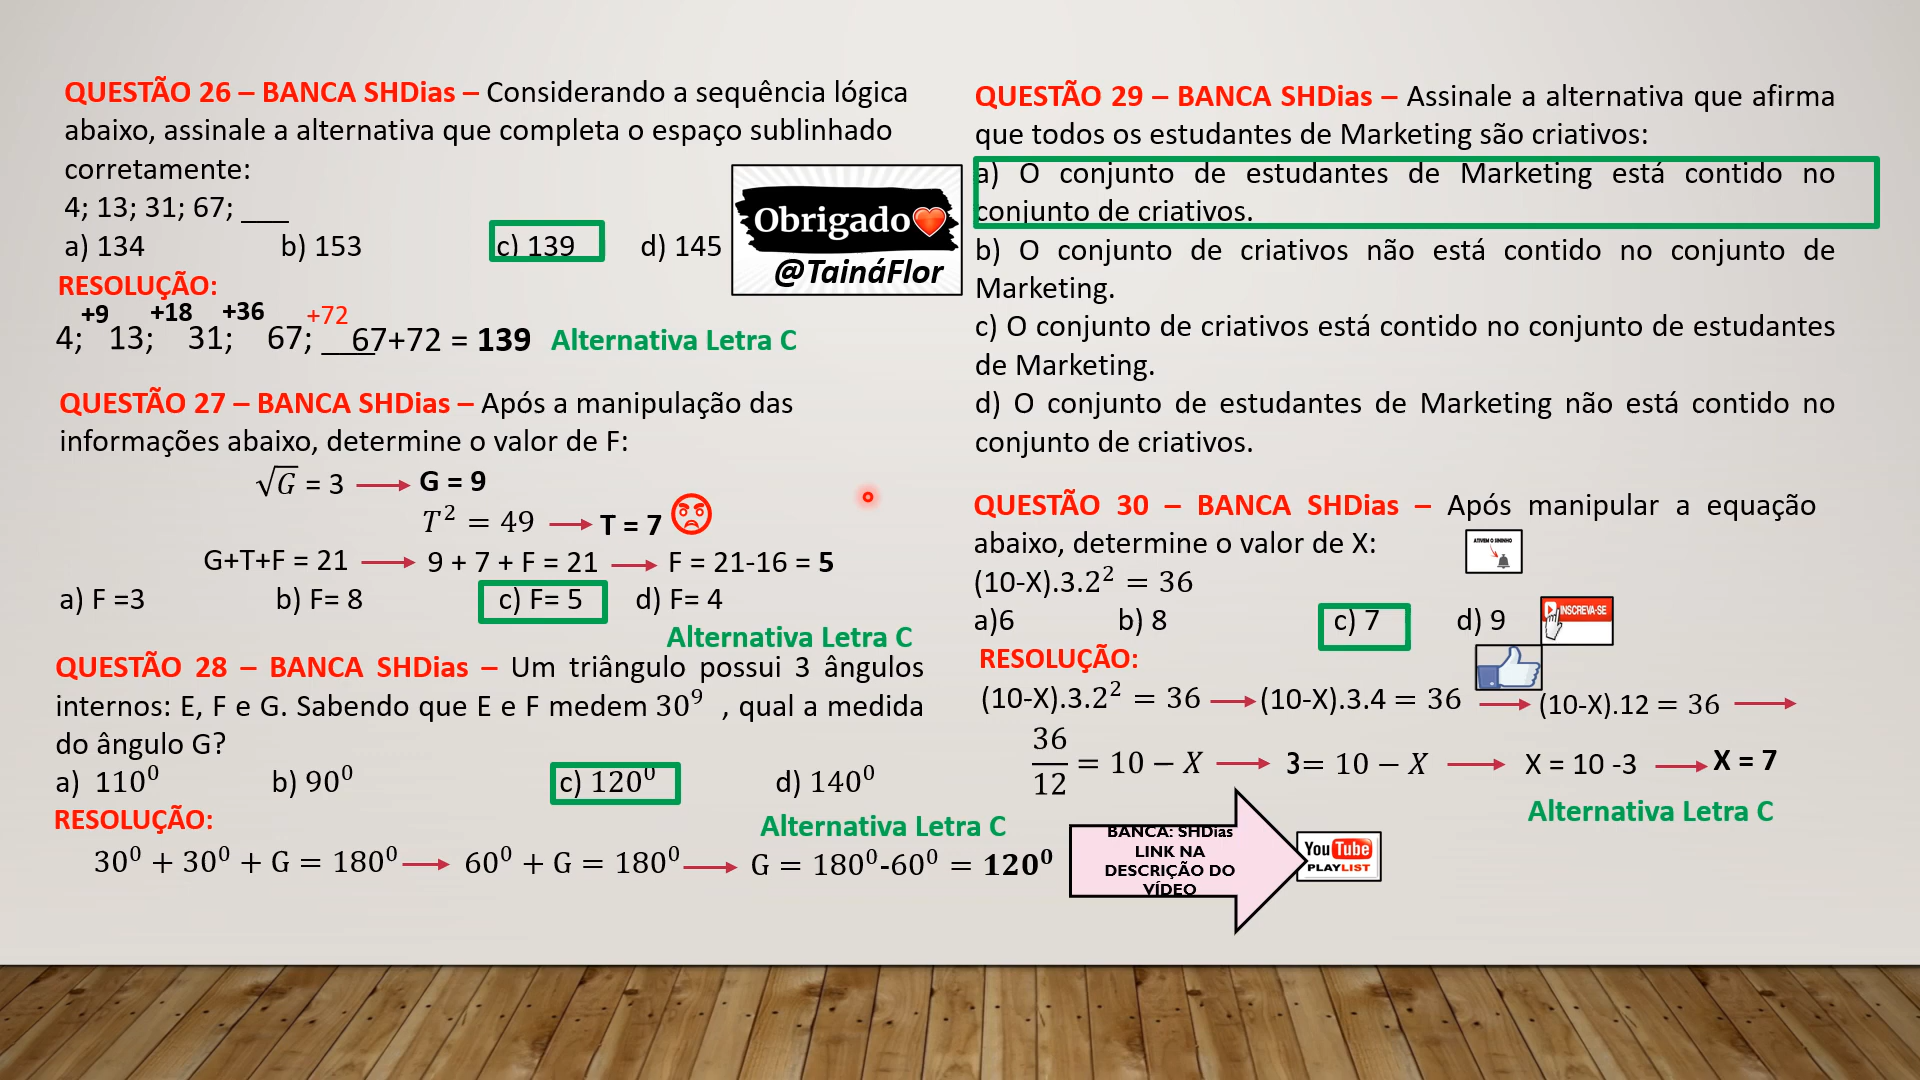 QUESTÃO 26 – BANCA SHDias – Considerando a sequência lógica
abaixo, assinale a alternativa que completa o espaço sublinhado
corretamente:
4; 13; 31; 67; ___
a) 134 b) 153 c) 139 d) 145
Obrigado
@TaináFlor
RESOLUÇÃO:
+9 +18 +36 +72
4; 13; 31; 67; ___ 67+72 = 139 Alternativa Letra C
QUESTÃO 27 – BANCA SHDias – Após a manipulação das
informações abaixo, determine o valor de F:
√G = 3 → G = 9
T² = 49 → T = 7
G+T+F = 21 → 9 + 7 + F = 21 → F = 21-16 = 5
a) F =3 b) F= 8 c) F= 5 d) F= 4
Alternativa Letra C
QUESTÃO 28 – BANCA SHDias – Um triângulo possui 3 ângulos
internos: E, F e G. Sabendo que E e F medem 30⁹ , qual a medida
do ângulo G?
a) 110⁰ b) 90⁰ c) 120⁰ d) 140⁰
RESOLUÇÃO:
Alternativa Letra C
30⁰ + 30⁰ + G = 180⁰ → 60⁰ + G = 180⁰ → G = 180⁰-60⁰ = 120⁰
QUESTÃO 29 – BANCA SHDias – Assinale a alternativa que afirma
que todos os estudantes de Marketing são criativos:
a) O conjunto de estudantes de Marketing está contido no
conjunto de criativos.
b) O conjunto de criativos não está contido no conjunto de
Marketing.
c) O conjunto de criativos está contido no conjunto de estudantes
de Marketing.
d) O conjunto de estudantes de Marketing não está contido no
conjunto de criativos.
QUESTÃO 30 – BANCA SHDias – Após manipular a equação
abaixo, determine o valor de X:
ATIVEM O SININHO
(10-X).3.2² = 36
a)6 b) 8 c) 7 d) 9
INSCREVA-SE
RESOLUÇÃO:
(10-X).3.2² = 36 → (10-X).3.4 = 36 → (10-X).12 = 36 →
36/12 = 10 − X → 3= 10 − X → X = 10 -3 → X = 7
Alternativa Letra C
BANCA: SHDias
LINK NA
DESCRIÇÃO DO
VÍDEO
YouTube
PLAYLIST